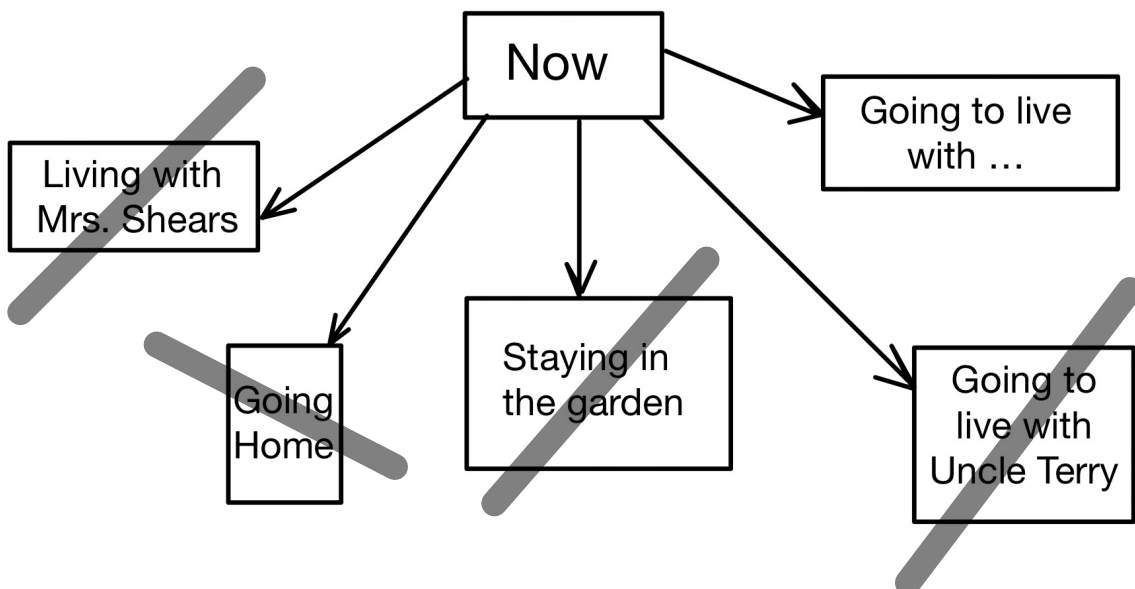 Now
Going to live
with ...
Living with
Mrs. Shears
Going
Home
Staying in
the garden
Going to
live with
Uncle Terry